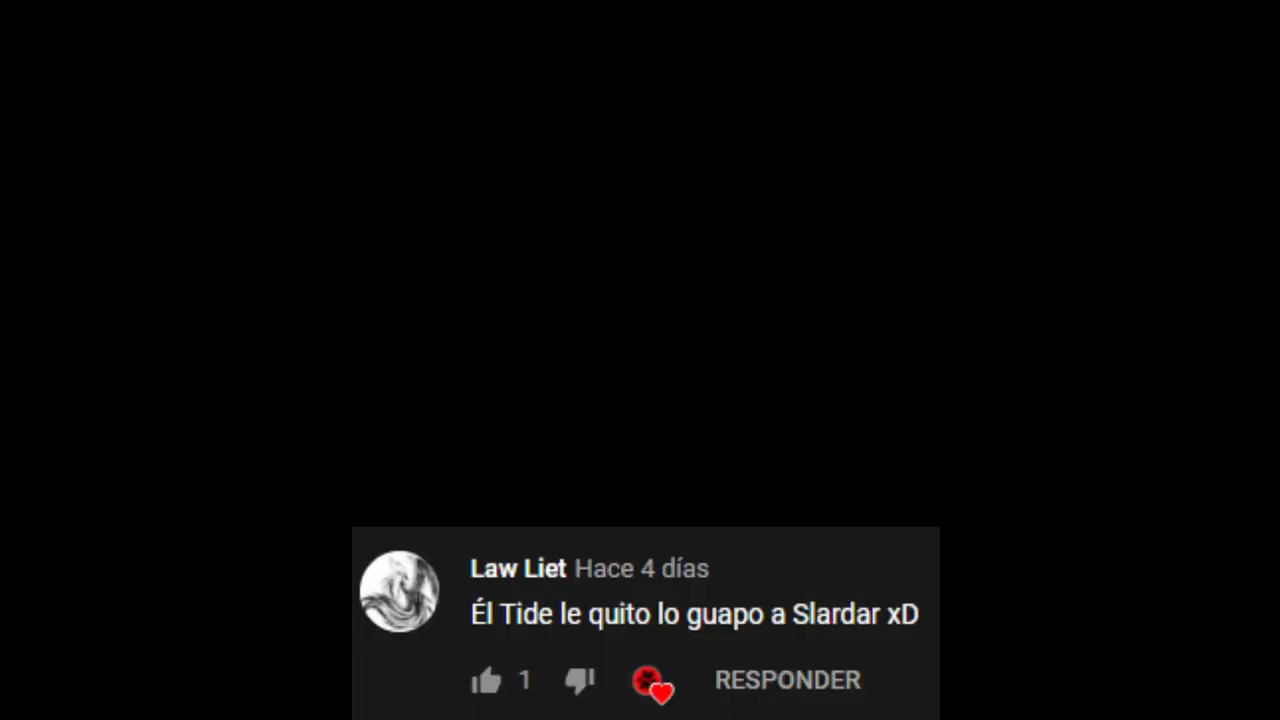 Law Liet Hace 4 días
Él Tide le quito lo guapo a Slardar xD
1 RESPONDER